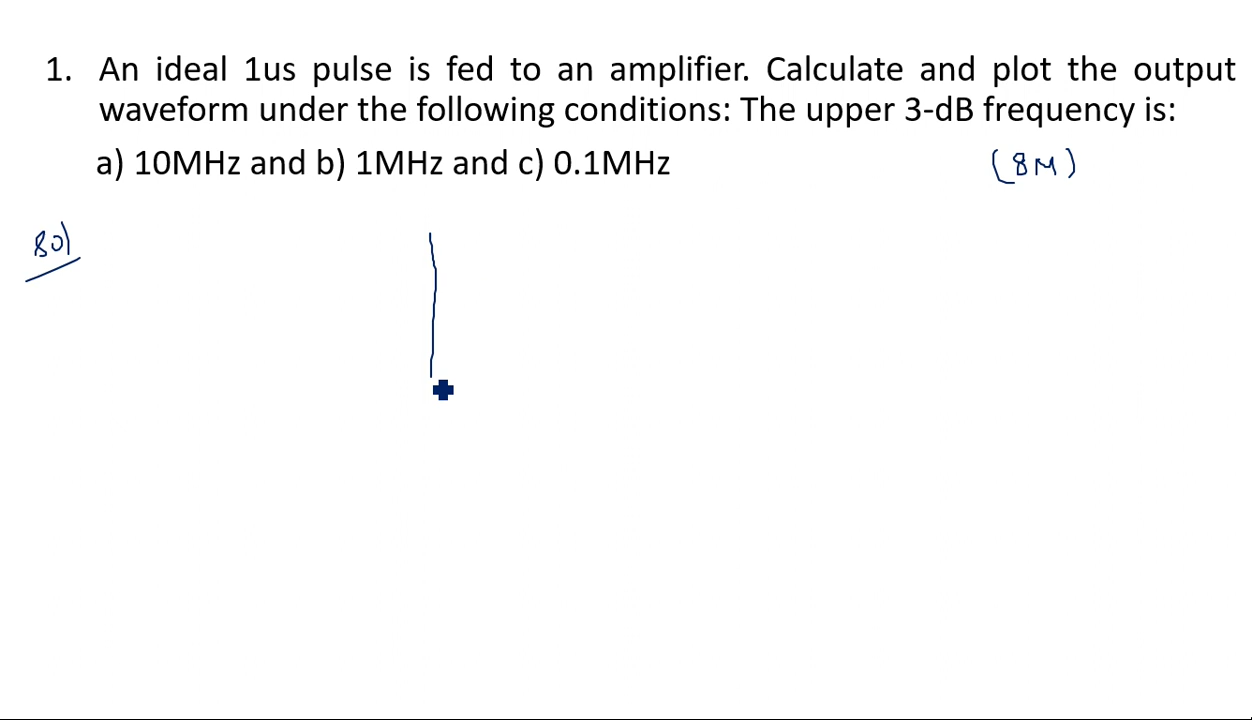 1. An ideal 1us pulse is fed to an amplifier. Calculate and plot the output
waveform under the following conditions: The upper 3-dB frequency is:
a) 10MHz and b) 1MHz and c) 0.1MHz (8M)
Sol